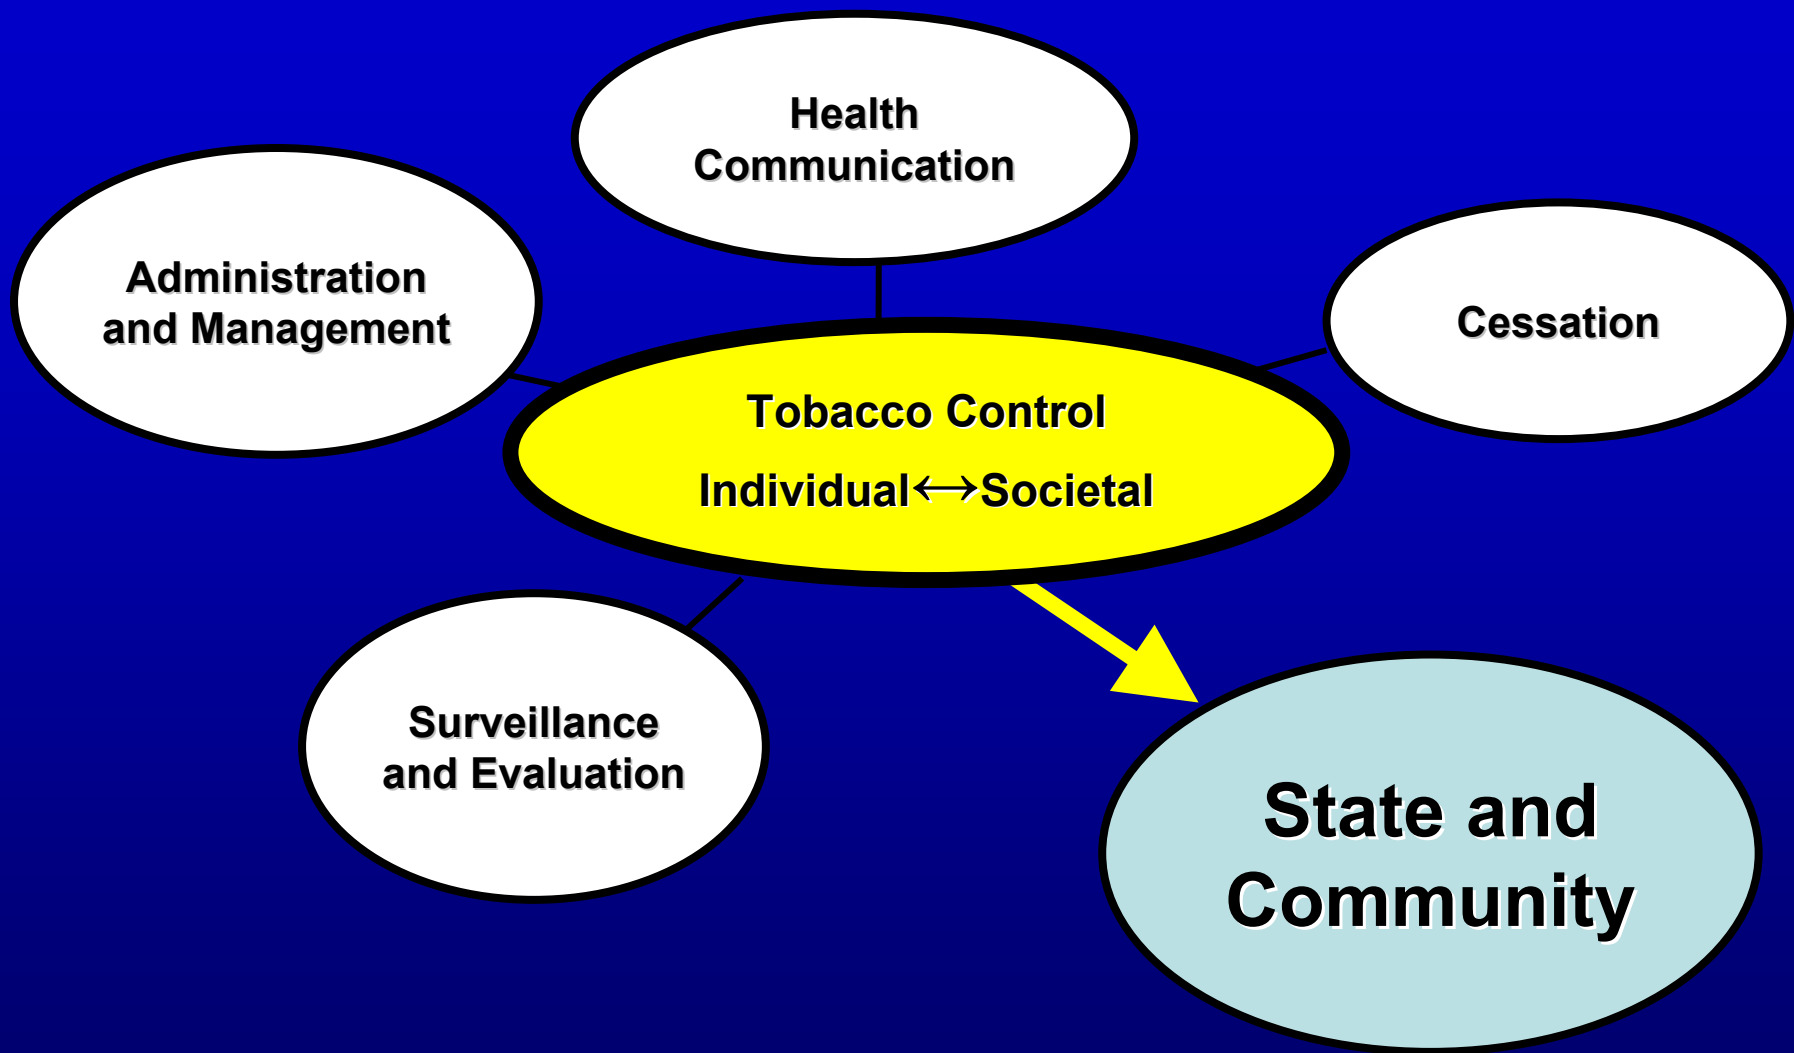 Health
Communication
Administration
and Management
Cessation
Tobacco Control
Individual↔Societal
Surveillance
and Evaluation
State and
Community